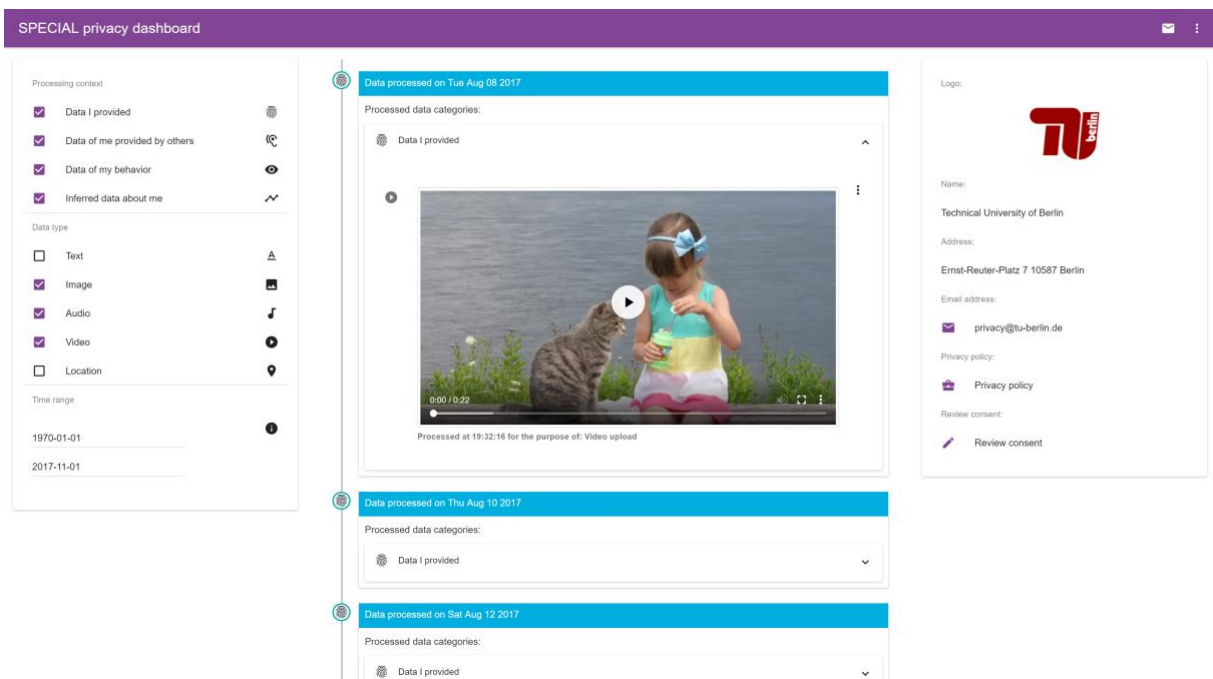 SPECIAL privacy dashboard
Processing context
Data I provided
Data of me provided by others
Data of my behavior
Inferred data about me
Data type
Text
A
Image
Audio
Video
Location
Time range
1970-01-01
2017-11-01
Data processed on Tue Aug 08 2017
Processed data categories:
Data I provided
0:00 / 0:22
Processed at 19:32:16 for the purpose of: Video upload
Data processed on Thu Aug 10 2017
Processed data categories:
Data I provided
Data processed on Sat Aug 12 2017
Processed data categories:
Data I provided
Logo:
TU berlin
Name:
Technical University of Berlin
Address:
Ernst-Reuter-Platz 7 10587 Berlin
Email address:
privacy@tu-berlin.de
Privacy policy:
Privacy policy
Review consent:
Review consent